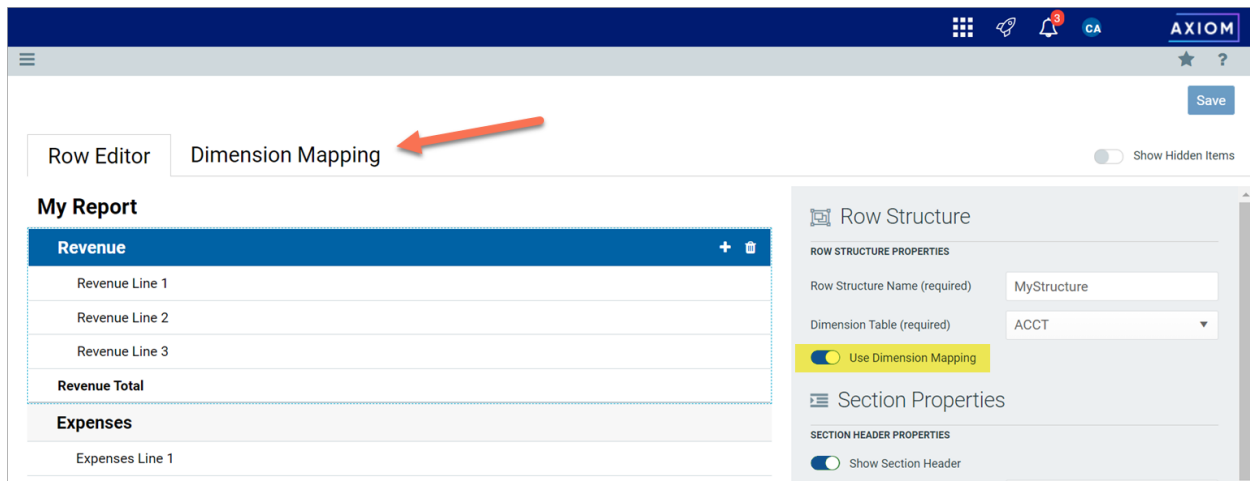 3
CA
AXIOM
?
Save
Row Editor
Dimension Mapping
Show Hidden Items
My Report
Revenue
Revenue Line 1
Revenue Line 2
Revenue Line 3
Revenue Total
Expenses
Expenses Line 1
Row Structure
ROW STRUCTURE PROPERTIES
Row Structure Name (required)
MyStructure
Dimension Table (required)
ACCT
Use Dimension Mapping
Section Properties
SECTION HEADER PROPERTIES
Show Section Header